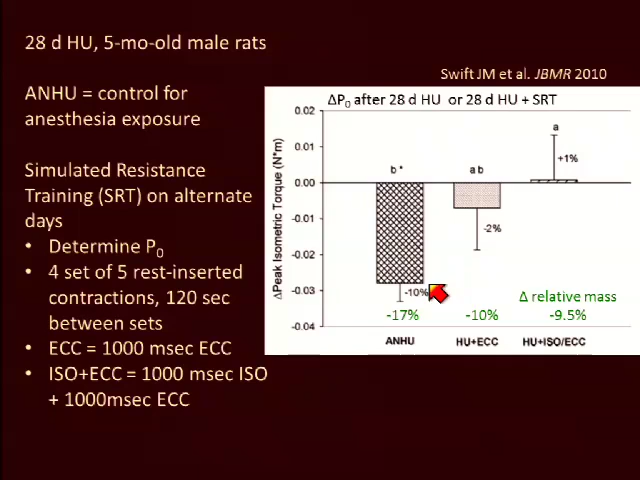 28 d HU, 5-mo-old male rats
Swift JM et al. JBMR 2010
ANHU = control for
anesthesia exposure
Simulated Resistance
Training (SRT) on alternate
days
• Determine P0
• 4 set of 5 rest-inserted
contractions, 120 sec
between sets
• ECC = 1000 msec ECC
• ISO+ECC = 1000 msec ISO
+ 1000msec ECC
ΔP0 after 28 d HU or 28 d HU + SRT
ΔPeak Isometric Torque (N*m)
0.02
0.01
0.00
-0.01
-0.02
-0.03
-0.04
b *
a b
a
+1%
-2%
-10%
Δ relative mass
-17%
-10%
-9.5%
ANHU
HU+ECC
HU+ISO/ECC